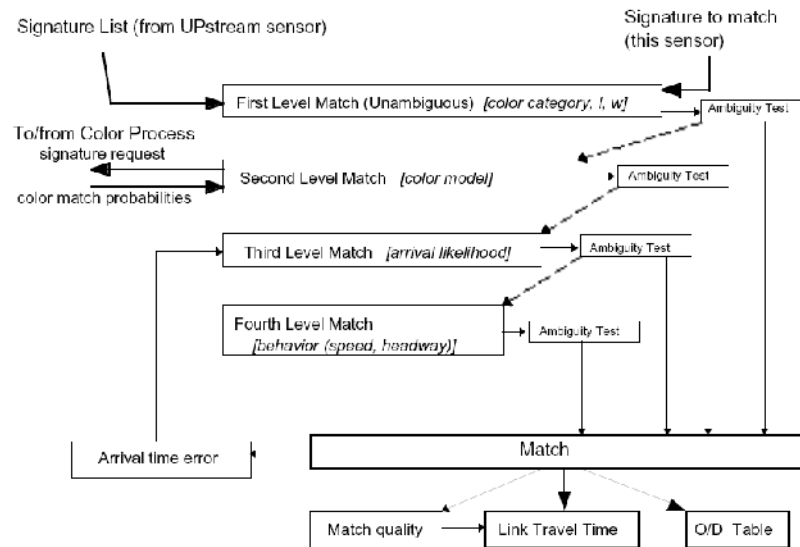 Signature List (from UPstream sensor)
Signature to match
(this sensor)
First Level Match (Unambiguous) [color category, l, w]
Ambiguity Test
To/from Color Process
signature request
color match probabilities
Second Level Match [color model]
Ambiguity Test
Third Level Match [arrival likelihood]
Ambiguity Test
Fourth Level Match
[behavior (speed, headway)]
Ambiguity Test
Arrival time error
Match
Match quality
Link Travel Time
O/D Table